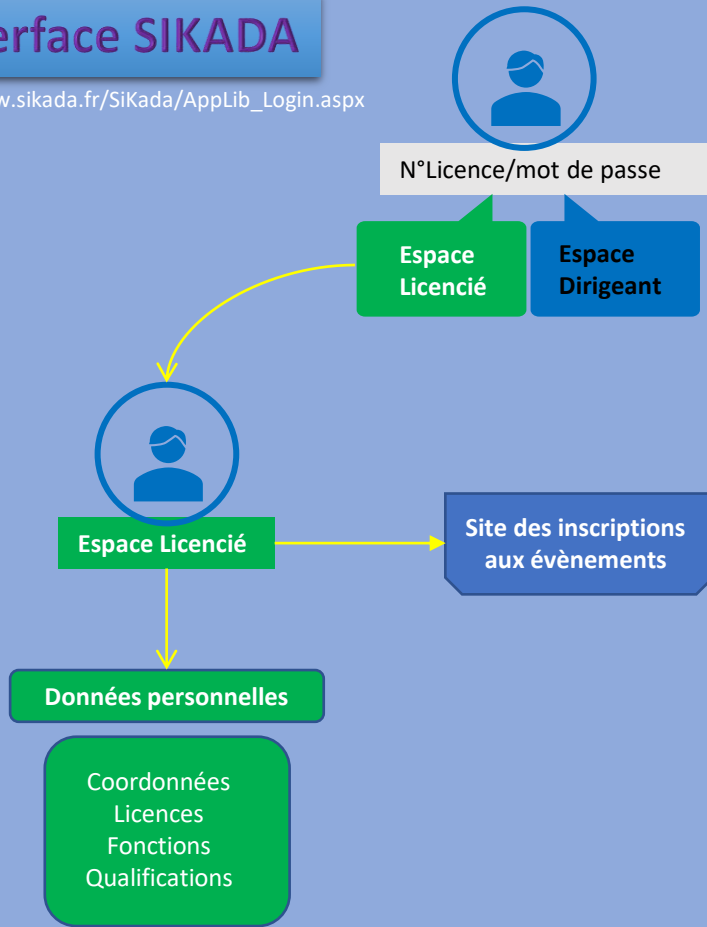 erface SIKADA
w.sikada.fr/SiKada/AppLib_Login.aspx
N°Licence/mot de passe
Espace
Licencié
Espace
Dirigeant
Espace Licencié
Site des inscriptions
aux évènements
Données personnelles
Coordonnées
Licences
Fonctions
Qualifications